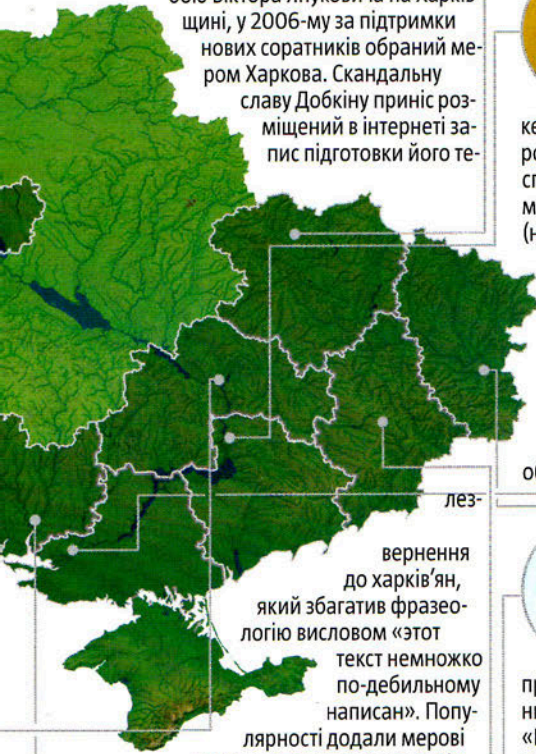 щині, у 2006-му за підтримки
нових соратників обраний ме-
ром Харкова. Скандальну
славу Добкіну приніс роз-
міщений в інтернеті за-
пис підготовки його те-
лез-
вернення
до харків'ян,
який збагатив фразео-
логію висловом «этот
текст немножко
по-дебильному
написан». Попу-
лярності додали мерові